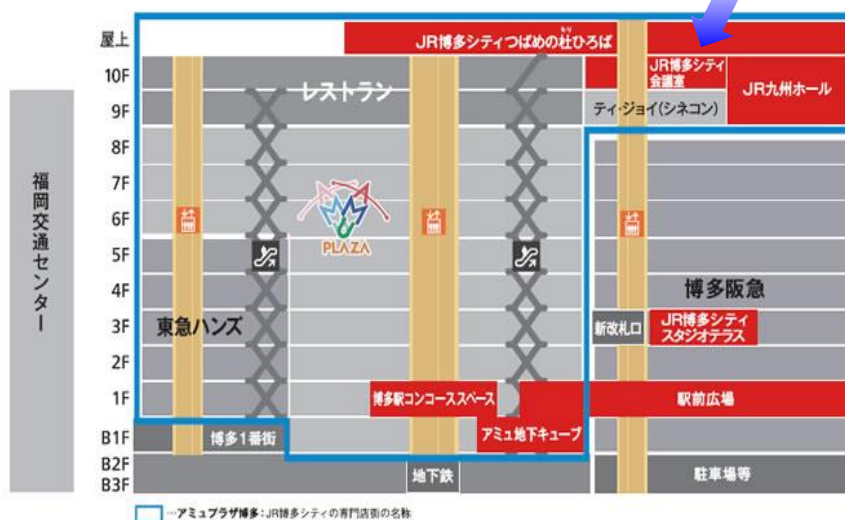 屋上
JR博多シティつばめの杜ひろば
もり
10F
レストラン
JR博多シティ
会議室
JR九州ホール
9F
ティ・ジョイ(シネコン)
8F
7F
6F
PLAZA
5F
4F
博多阪急
3F
東急ハンズ
新改札口
JR博多シティ
スタジオテラス
2F
1F
博多駅コンコーススペース
駅前広場
B1F
博多1番街
アミュ地下キューブ
B2F
地下鉄
駐車場等
B3F
福岡交通センター
…アミュプラザ博多:JR博多シティの専門店街の名称